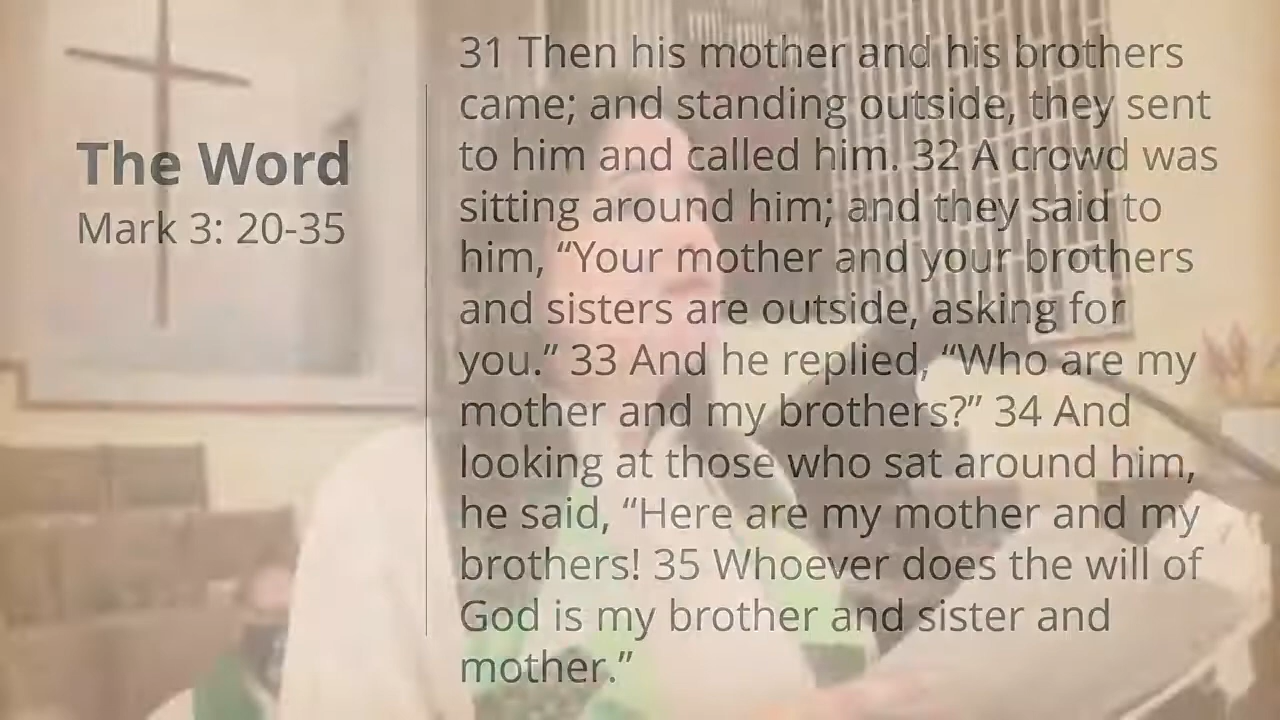 The Word
Mark 3: 20-35
31 Then his mother and his brothers
came; and standing outside, they sent
to him and called him. 32 A crowd was
sitting around him; and they said to
him, “Your mother and your brothers
and sisters are outside, asking for
you.” 33 And he replied, “Who are my
mother and my brothers?” 34 And
looking at those who sat around him,
he said, “Here are my mother and my
brothers! 35 Whoever does the will of
God is my brother and sister and
mother.”